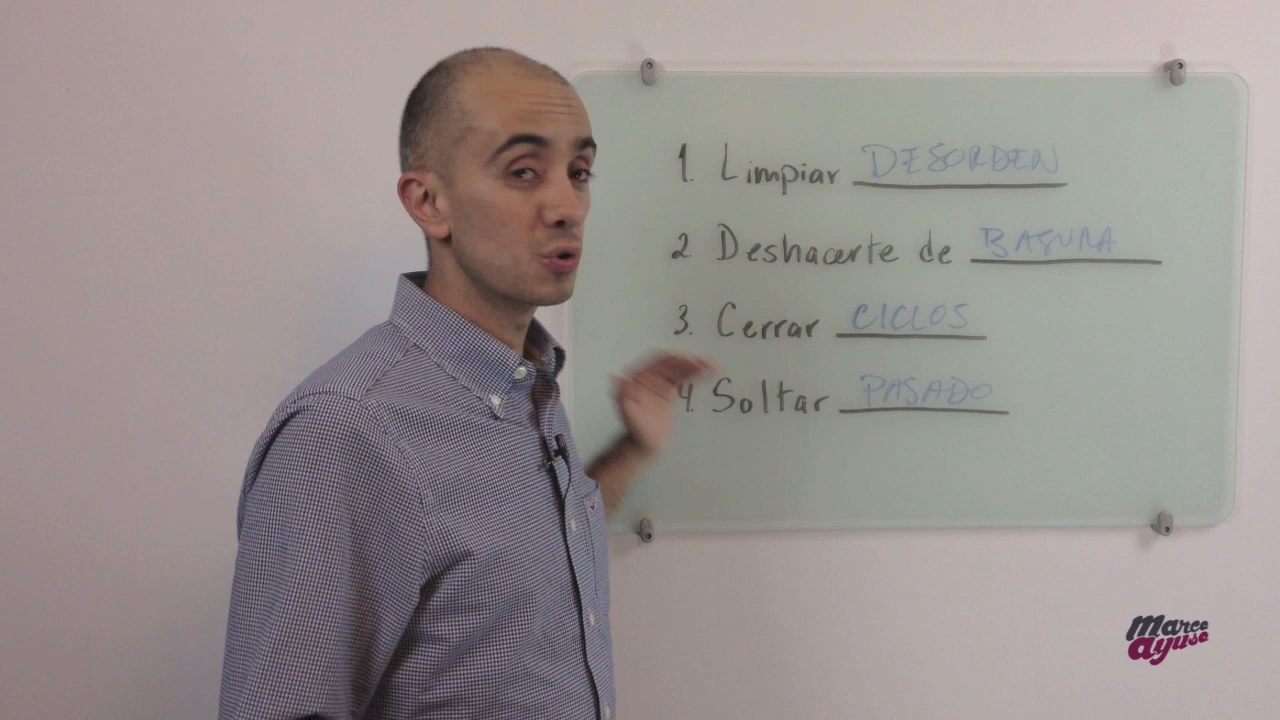 1. Limpiar DESORDEN
2 Deshacerte de BASURA
3. Cerrar CICLOS
4. Soltar PASADO
marco
ayuso